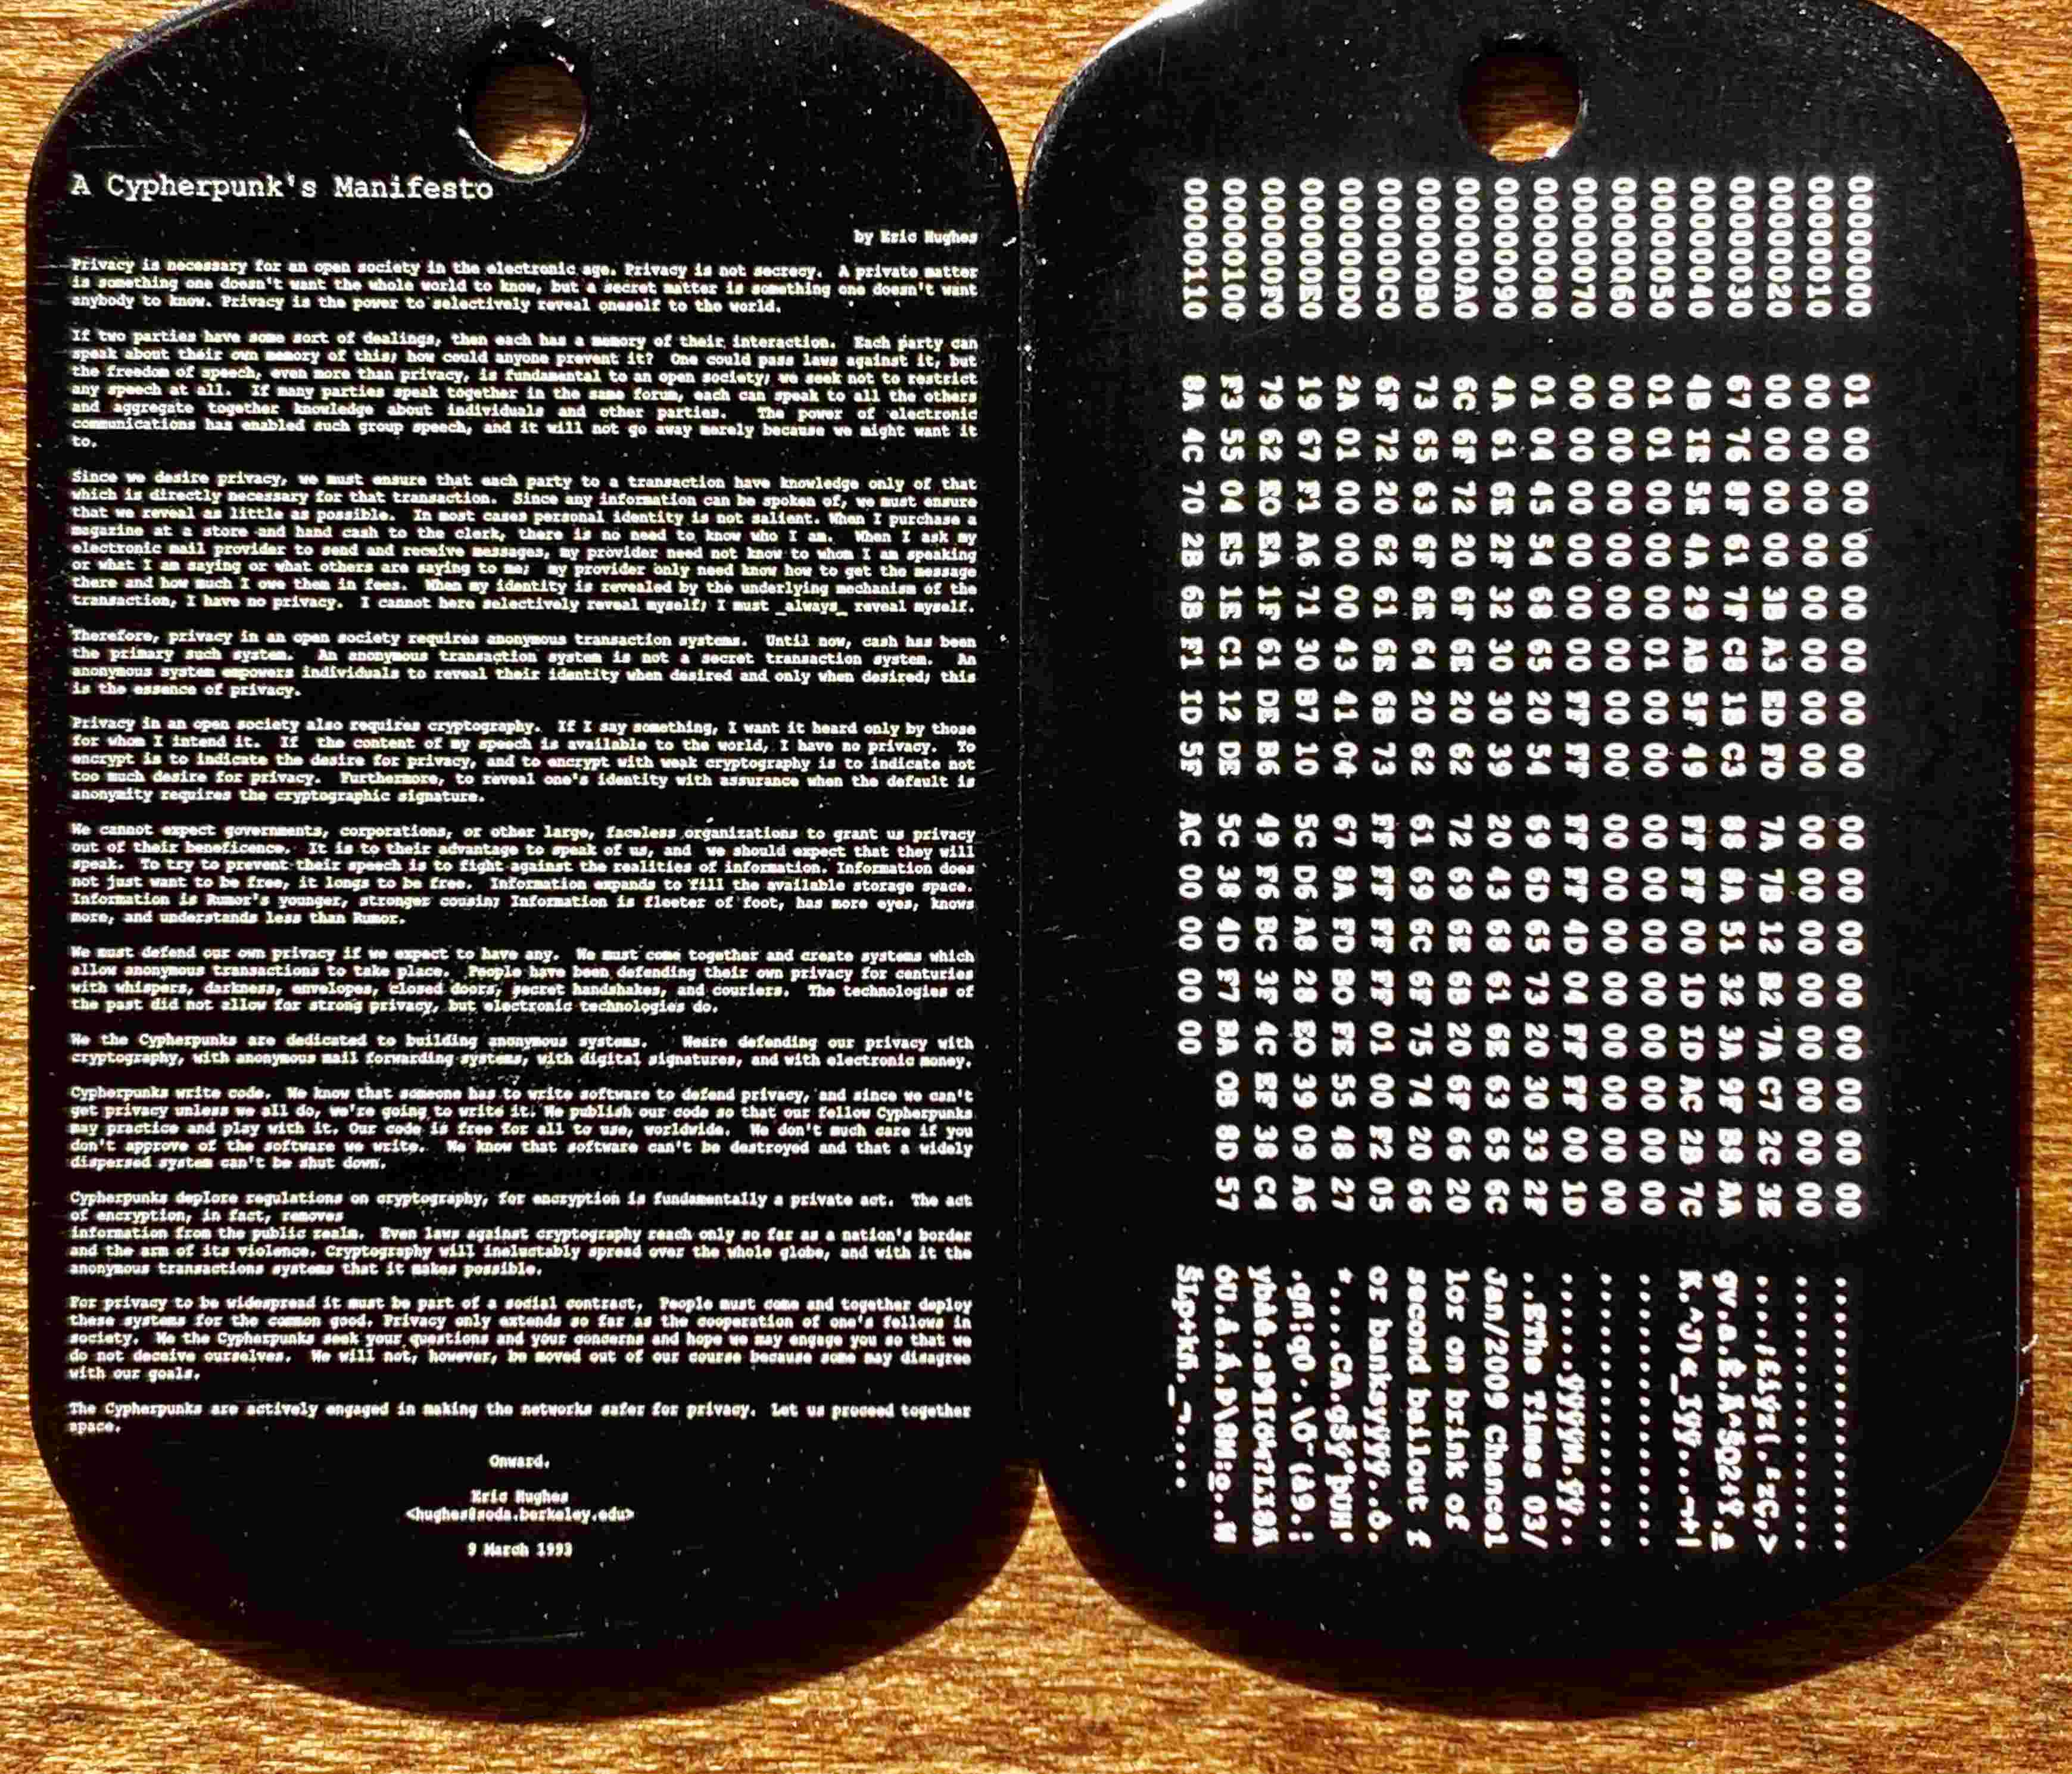 A Cypherpunk's Manifesto
by Eric Hughes
Privacy is necessary for an open society in the electronic age. Privacy is not secrecy. A private matter
is something one doesn't want the whole world to know, but a secret matter is something one doesn't want
anybody to know. Privacy is the power to selectively reveal oneself to the world.
If two parties have some sort of dealings, then each has a memory of their interaction. Each party can
speak about their own memory of this; how could anyone prevent it? One could pass laws against it, but
the freedom of speech, even more than privacy, is fundamental to an open society; we seek not to restrict
any speech at all. If many parties speak together in the same forum, each can speak to all the others
and aggregate together knowledge about individuals and other parties. The power of electronic
communications has enabled such group speech, and it will not go away merely because we might want it
to.
Since we desire privacy, we must ensure that each party to a transaction have knowledge only of that
which is directly necessary for that transaction. Since any information can be spoken of, we must ensure
that we reveal as little as possible. In most cases personal identity is not salient. When I purchase a
magazine at a store and hand cash to the clerk, there is no need to know who I am. When I ask my
electronic mail provider to send and receive messages, my provider need not know to whom I am speaking
or what I am saying or what others are saying to me; my provider only need know how to get the message
there and how much I owe them in fees. When my identity is revealed by the underlying mechanism of the
transaction, I have no privacy. I cannot here selectively reveal myself; I must _always_ reveal myself.
Therefore, privacy in an open society requires anonymous transaction systems. Until now, cash has been
the primary such system. An anonymous transaction system is not a secret transaction system. An
anonymous system empowers individuals to reveal their identity when desired and only when desired; this
is the essence of privacy.
Privacy in an open society also requires cryptography. If I say something, I want it heard only by those
for whom I intend it. If the content of my speech is available to the world, I have no privacy. To
encrypt is to indicate the desire for privacy, and to encrypt with weak cryptography is to indicate not
too much desire for privacy. Furthermore, to reveal one's identity with assurance when the default is
anonymity requires the cryptographic signature.
We cannot expect governments, corporations, or other large, faceless organizations to grant us privacy
out of their beneficence. It is to their advantage to speak of us, and we should expect that they will
speak. To try to prevent their speech is to fight against the realities of information. Information does
not just want to be free, it longs to be free. Information expands to fill the available storage space.
Information is Rumor's younger, stronger cousin; Information is fleeter of foot, has more eyes, knows
more, and understands less than Rumor.
We must defend our own privacy if we expect to have any. We must come together and create systems which
allow anonymous transactions to take place. People have been defending their own privacy for centuries
with whispers, darkness, envelopes, closed doors, secret handshakes, and couriers. The technologies of
the past did not allow for strong privacy, but electronic technologies do.
We the Cypherpunks are dedicated to building anonymous systems. Weare defending our privacy with
cryptography, with anonymous mail forwarding systems, with digital signatures, and with electronic money.
Cypherpunks write code. We know that someone has to write software to defend privacy, and since we can't
get privacy unless we all do, we're going to write it. We publish our code so that our fellow Cypherpunks
may practice and play with it. Our code is free for all to use, worldwide. We don't much care if you
don't approve of the software we write. We know that software can't be destroyed and that a widely
dispersed system can't be shut down.
Cypherpunks deplore regulations on cryptography, for encryption is fundamentally a private act. The act
of encryption, in fact, removes
information from the public realm. Even laws against cryptography reach only so far as a nation's border
and the arm of its violence. Cryptography will ineluctably spread over the whole globe, and with it the
anonymous transactions systems that it makes possible.
For privacy to be widespread it must be part of a social contract. People must come and together deploy
these systems for the common good. Privacy only extends so far as the cooperation of one's fellows in
society. We the Cypherpunks seek your questions and your concerns and hope we may engage you so that we
do not deceive ourselves. We will not, however, be moved out of our course because some may disagree
with our goals.
The Cypherpunks are actively engaged in making the networks safer for privacy. Let us proceed together
apace.
Onward.
Eric Hughes
<hughes@soda.berkeley.edu>
9 March 1993
00000000 01 00 00 00 00 00 00 00 00 00 00 00 00 00 00 00 ................
00000010 00 00 00 00 00 00 00 00 00 00 00 00 00 00 00 00 ................
00000020 00 00 00 00 3B A3 ED FD 7A 7B 12 B2 7A C7 2C 3E ....;£íýz{.²zÇ,>
00000030 67 76 8F 61 7F C8 1B C3 88 8A 51 32 3A 9F B8 AA gv.a.È.ÃˆŠQ2:Ÿ¸ª
00000040 4B 1E 5E 4A 29 AB 5F 49 FF FF 00 1D 1D AC 2B 7C K.^J)«_Iÿÿ...¬+|
00000050 01 01 00 00 00 01 00 00 00 00 00 00 00 00 00 00 ................
00000060 00 00 00 00 00 00 00 00 00 00 00 00 00 00 00 00 ................
00000070 00 00 00 00 00 00 FF FF FF FF 4D 04 FF FF 00 1D ......ÿÿÿÿM.ÿÿ..
00000080 01 04 45 54 68 65 20 54 69 6D 65 73 20 30 33 2F ..EThe Times 03/
00000090 4A 61 6E 2F 32 30 30 39 20 43 68 61 6E 63 65 6C Jan/2009 Chancel
000000A0 6C 6F 72 20 6F 6E 20 62 72 69 6E 6B 20 6F 66 20 lor on brink of
000000B0 73 65 63 6F 6E 64 20 62 61 69 6C 6F 75 74 20 66 second bailout f
000000C0 6F 72 20 62 61 6E 6B 73 FF FF FF FF 01 00 F2 05 or banksÿÿÿÿ..ò.
000000D0 2A 01 00 00 00 43 41 04 67 8A FD B0 FE 55 48 27 *....CA.gŠý°þUH'
000000E0 19 67 F1 A6 71 30 B7 10 5C D6 A8 28 E0 39 09 A6 .gñ¦q0·.\Ö¨(à9.¦
000000F0 79 62 E0 EA 1F 61 DE B6 49 F6 BC 3F 4C EF 38 C4 ybàê.aÞ¶Iö¼?Lï8Ä
00000100 F3 55 04 E5 1E C1 12 DE 5C 38 4D F7 BA 0B 8D 57 óU.å.Á.Þ\8M÷º..W
00000110 8A 4C 70 2B 6B F1 1D 5F AC 00 00 00 00 ŠLp+kñ._¬....